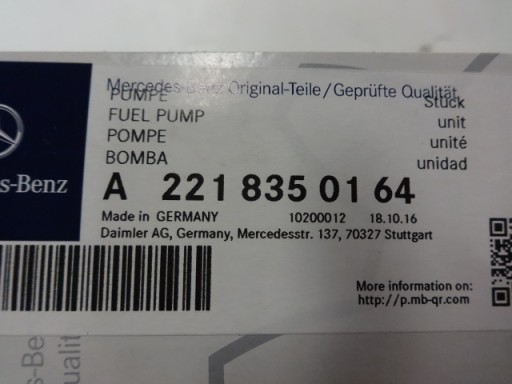 Mercedes-Benz Original-Teile/Geprüfte Qualität
PUMPE Stück
FUEL PUMP unit
POMPE unité
BOMBA unidad
s-Benz
A 221 835 01 64
Made in GERMANY 10200012 18.10.16
Daimler AG, Germany, Mercedesstr. 137, 70327 Stuttgart
More information on:
http://p.mb-qr.com
s-Be
ualit